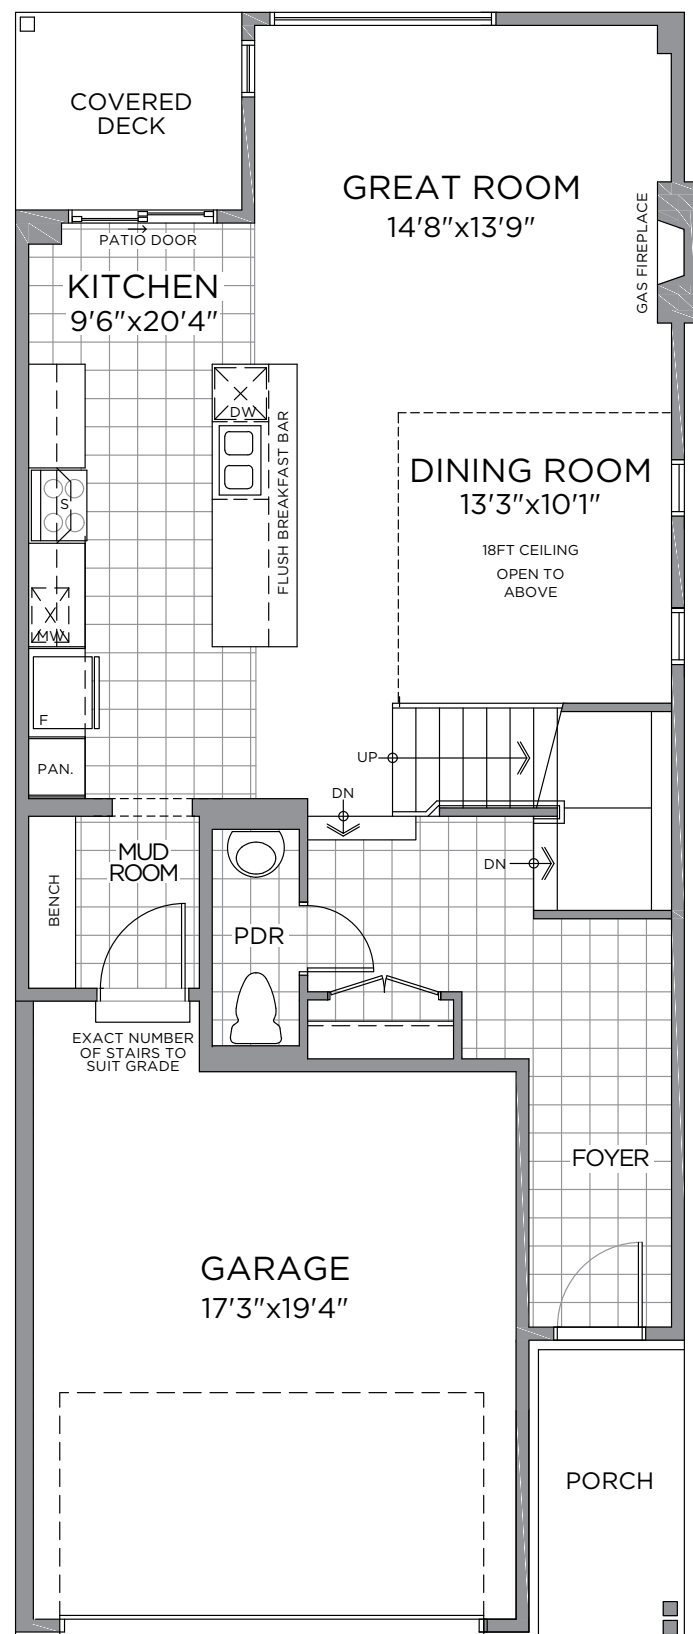 COVERED
DECK
GREAT ROOM
14'8"x13'9"
GAS FIREPLACE
PATIO DOOR
KITCHEN
9'6"x20'4"
DW
FLUSH BREAKFAST BAR
DINING ROOM
13'3"x10'1"
S
18FT CEILING
OPEN TO
ABOVE
MW
F
PAN.
UP
DN
MUD
ROOM
DN
BENCH
PDR
EXACT NUMBER
OF STAIRS TO
SUIT GRADE
FOYER
GARAGE
17'3"x19'4"
PORCH